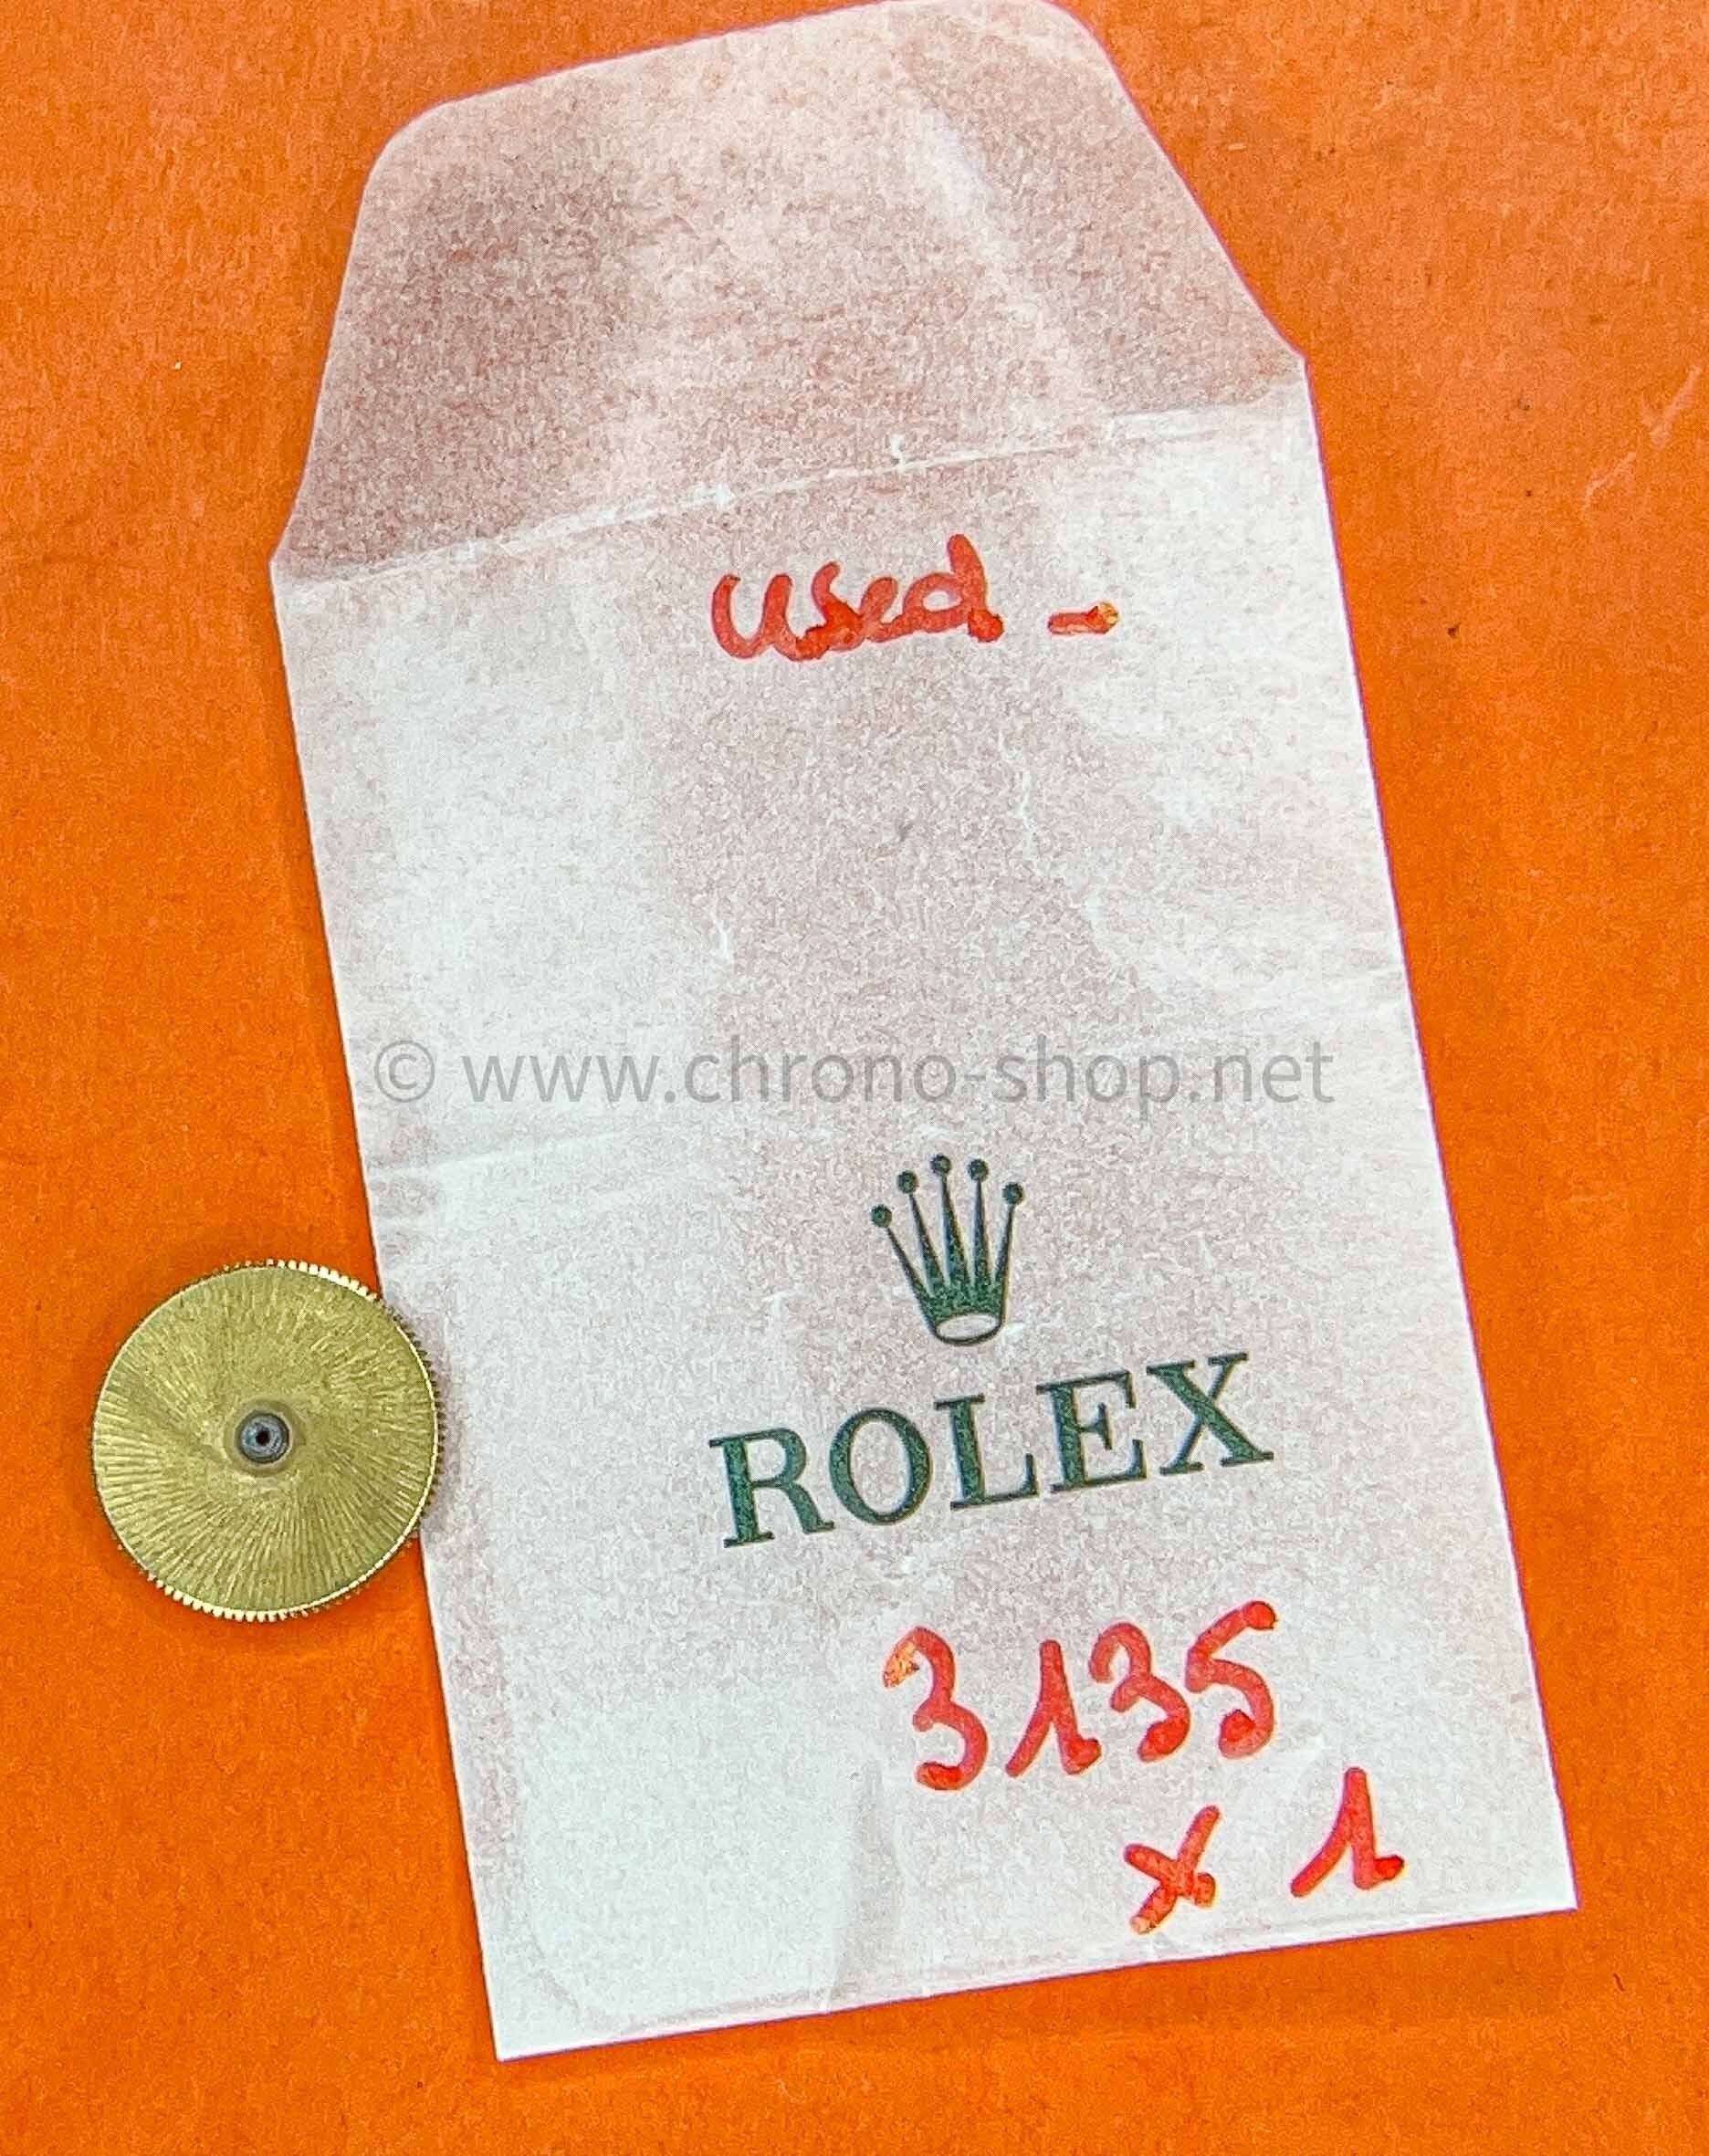 used -
© www.chrono-shop.net
ROLEX
3135
x 1